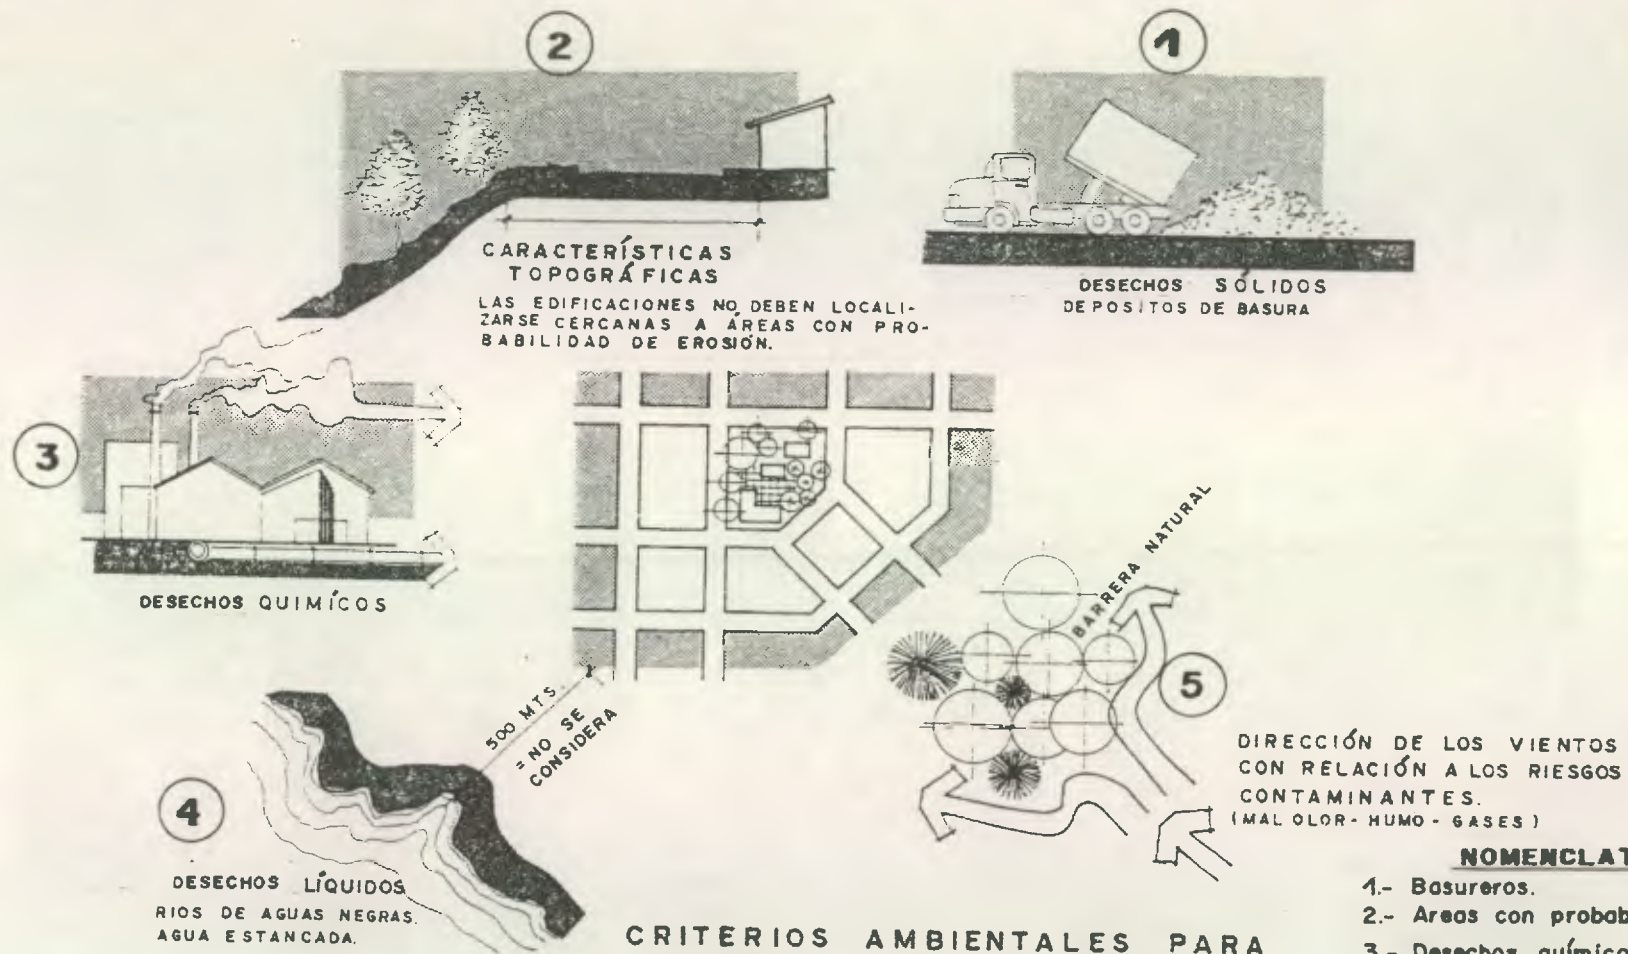 2
1
CARACTERÍSTICAS
TOPOGRÁFICAS
LAS EDIFICACIONES NO DEBEN LOCALI-
ZARSE CERCANAS A ÁREAS CON PRO-
BABILIDAD DE EROSIÓN.
DESECHOS SÓLIDOS
DEPOSITOS DE BASURA
3
DESECHOS QUIMÍCOS
BARRERA NATURAL
5
500 MTS.
= NO SE
CONSIDERA
4
DESECHOS LÍQUIDOS
RIOS DE AGUAS NEGRAS.
AGUA ESTANCADA.
DIRECCIÓN DE LOS VIENTOS
CON RELACIÓN A LOS RIESGOS
CONTAMINANTES.
(MAL OLOR - HUMO - GASES)
NOMENCLAT
1.- Basureros.
2.- Areas con probab
3.- Desechos químico
CRITERIOS AMBIENTALES PARA